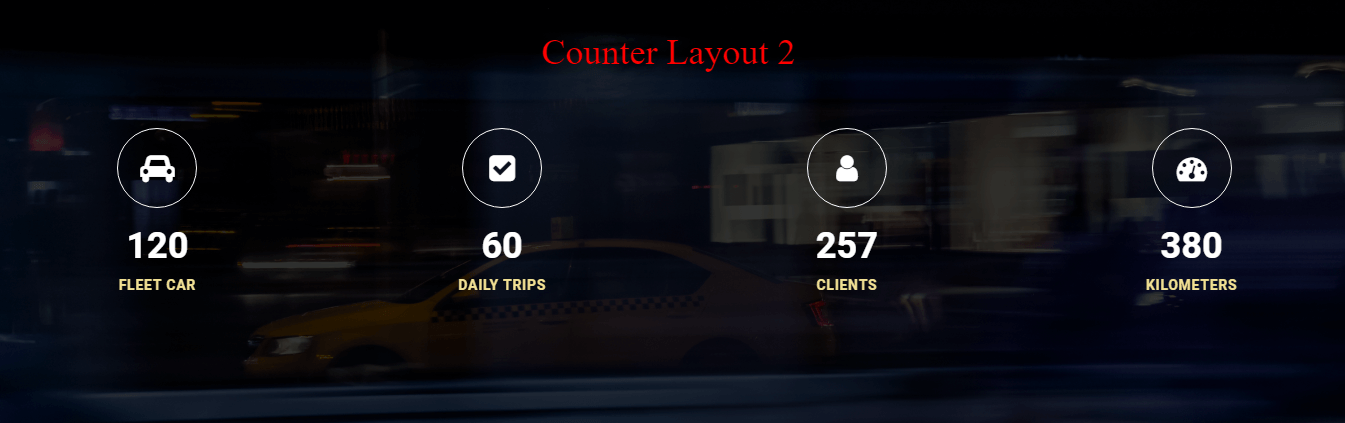 Counter Layout 2
120
60
257
380
FLEET CAR
DAILY TRIPS
CLIENTS
KILOMETERS